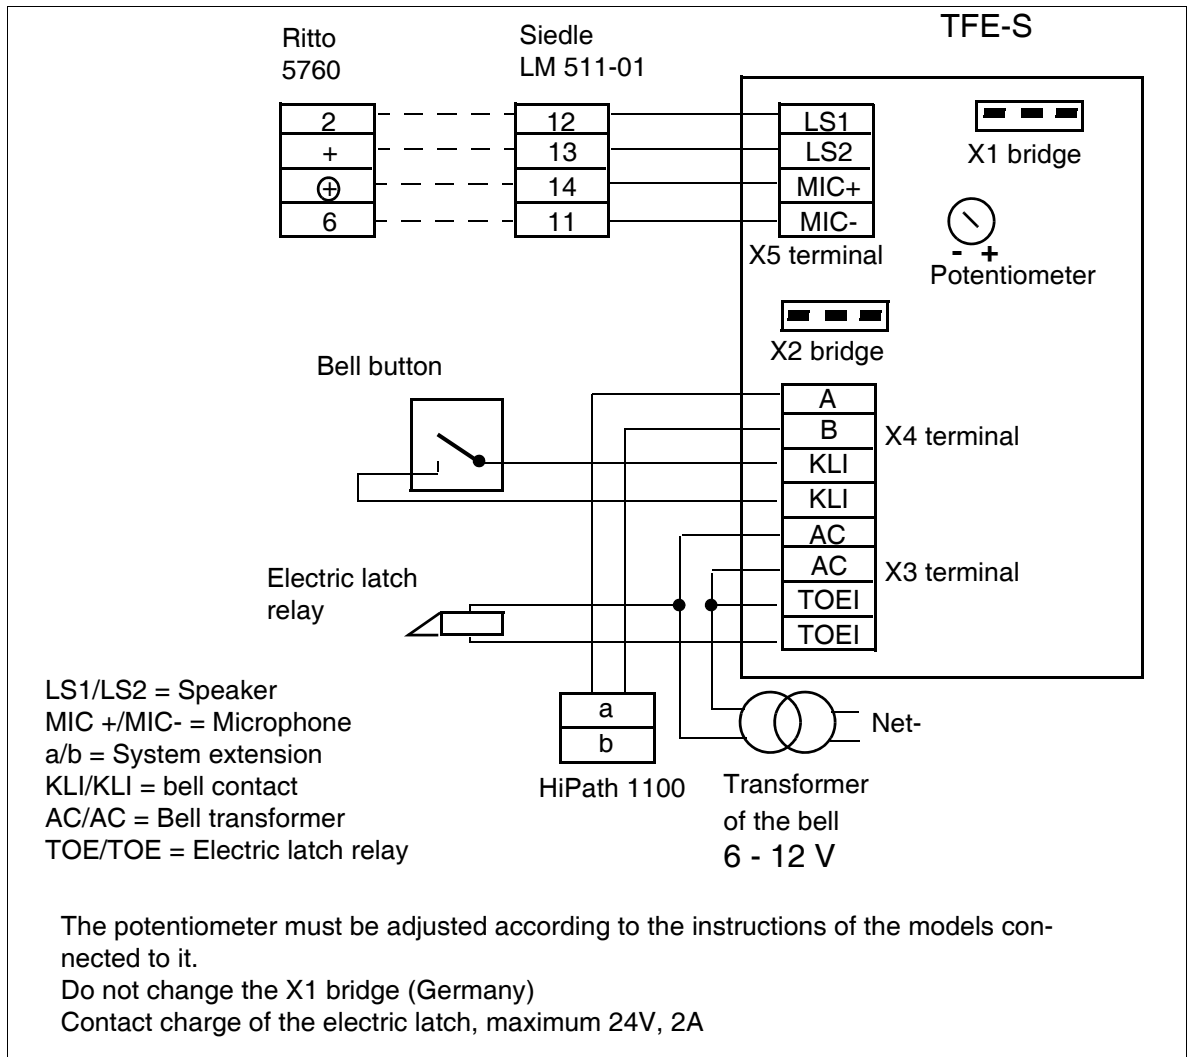 TFE-S
Ritto
5760
Siedle
LM 511-01
2
+
+
6
12
13
14
11
LS1
LS2
MIC+
MIC-
X5 terminal
X1 bridge
- +
Potentiometer
X2 bridge
Bell button
A
B
KLI
KLI
AC
AC
TOEI
TOEI
X4 terminal
X3 terminal
Electric latch
relay
LS1/LS2 = Speaker
MIC +/MIC- = Microphone
a/b = System extension
KLI/KLI = bell contact
AC/AC = Bell transformer
TOE/TOE = Electric latch relay
a
b
HiPath 1100
Net-
Transformer
of the bell
6 - 12 V
The potentiometer must be adjusted according to the instructions of the models con-
nected to it.
Do not change the X1 bridge (Germany)
Contact charge of the electric latch, maximum 24V, 2A